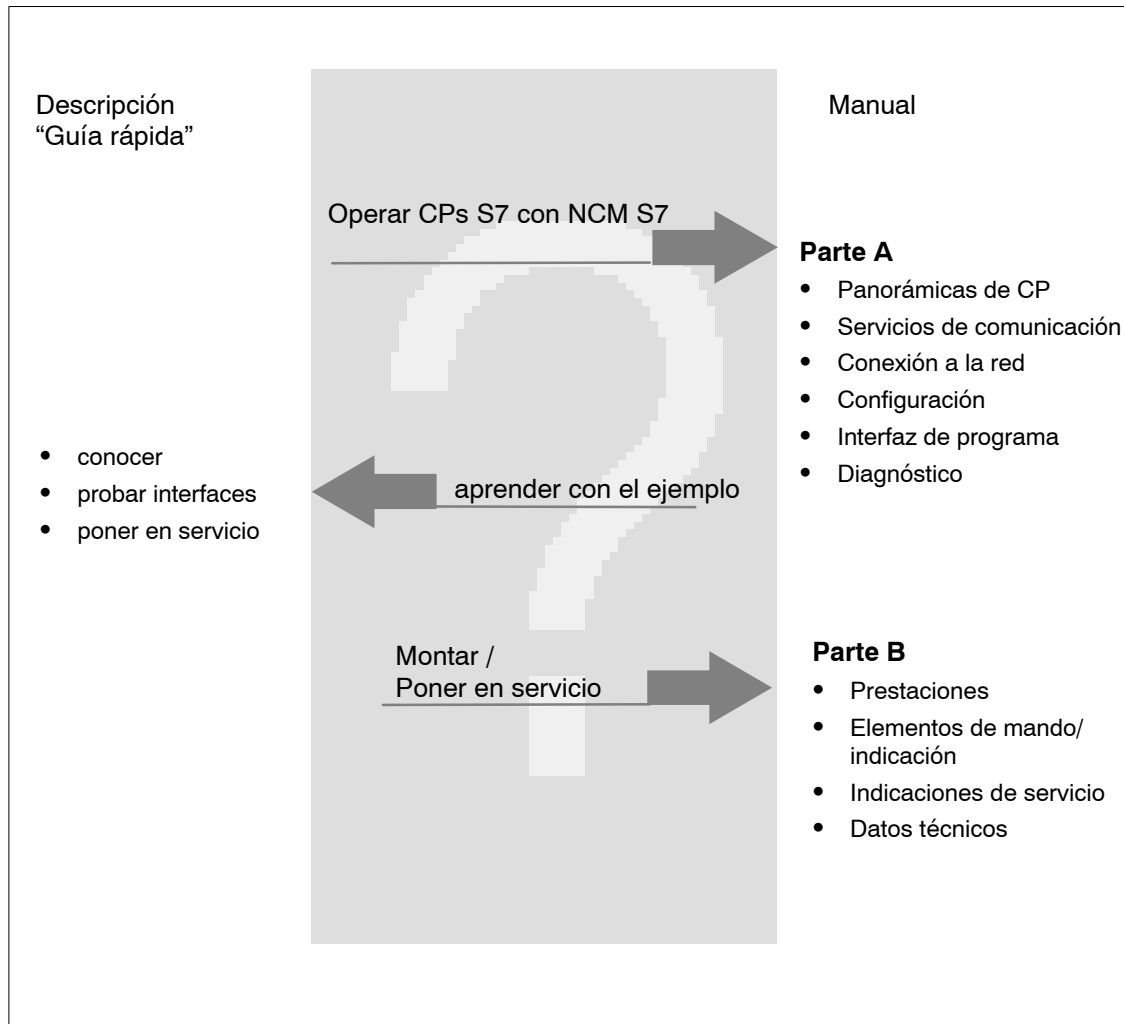 Descripción
“Guía rápida”
Manual
Operar CPs S7 con NCM S7
Parte A
• Panorámicas de CP
• Servicios de comunicación
• Conexión a la red
• Configuración
• Interfaz de programa
• Diagnóstico
• conocer
• probar interfaces
• poner en servicio
aprender con el ejemplo
Montar /
Poner en servicio
Parte B
• Prestaciones
• Elementos de mando/
indicación
• Indicaciones de servicio
• Datos técnicos